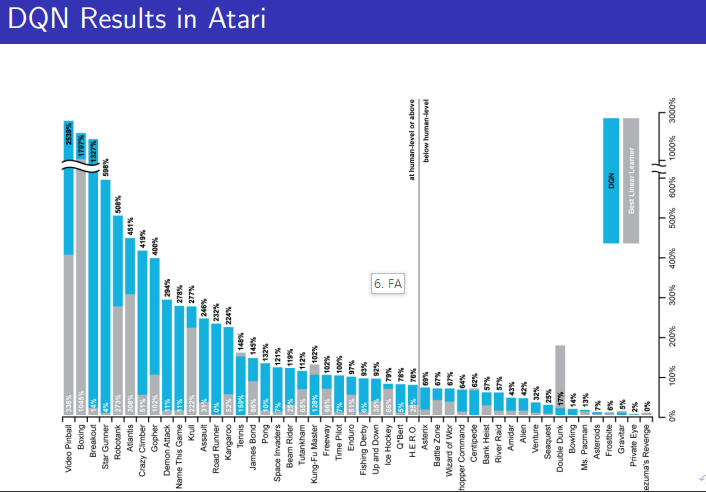 DQN Results in Atari
at human-level or above
below human-level
6. FA
DQN
Best Linear Learner
3000%
1000%
600%
500%
400%
300%
200%
100%
0%
2539%
1707%
1327%
598%
508%
451%
419%
400%
294%
278%
277%
246%
232%
224%
148%
145%
132%
121%
119%
112%
102%
102%
100%
97%
93%
92%
79%
78%
76%
69%
67%
67%
64%
62%
57%
57%
43%
42%
32%
25%
17%
14%
13%
7%
6%
5%
2%
0%
Video Pinball
Boxing
Breakout
Star Gunner
Robotank
Atlantis
Crazy Climber
Gopher
Demon Attack
Name This Game
Krull
Assault
Road Runner
Kangaroo
Tennis
James Bond
Pong
Space Invaders
Beam Rider
Tutankham
Kung-Fu Master
Freeway
Time Pilot
Enduro
Fishing Derby
Up and Down
Ice Hockey
Q*Bert
H.E.R.O.
Asterix
Battle Zone
Wizard of Wor
hopper Command
Centipede
Bank Heist
River Raid
Amidar
Alien
Venture
Seaquest
Double Dunk
Bowling
Ms. Pacman
Asteroids
Frostbite
Gravitar
Private Eye
ezuma's Revenge